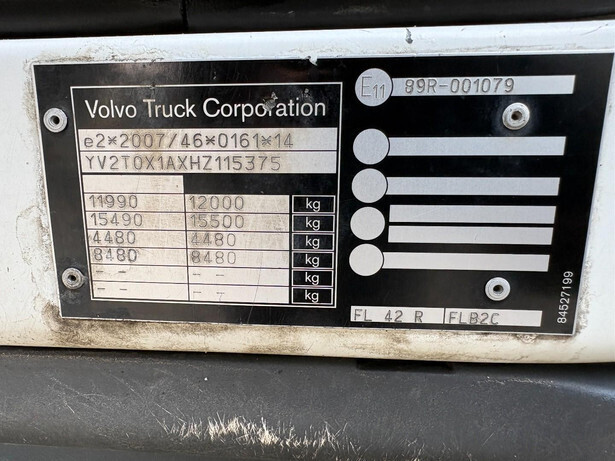 Volvo Truck Corporation
e2*2007/46*0161*14
YV2T0X1AXHZ115375
11990 12000 kg
15490 15500 kg
4480 4480 kg
8480 8480 kg
-- -- kg
-- -- kg
E11 89R-001079
FL 42 R FLB2C
84527199